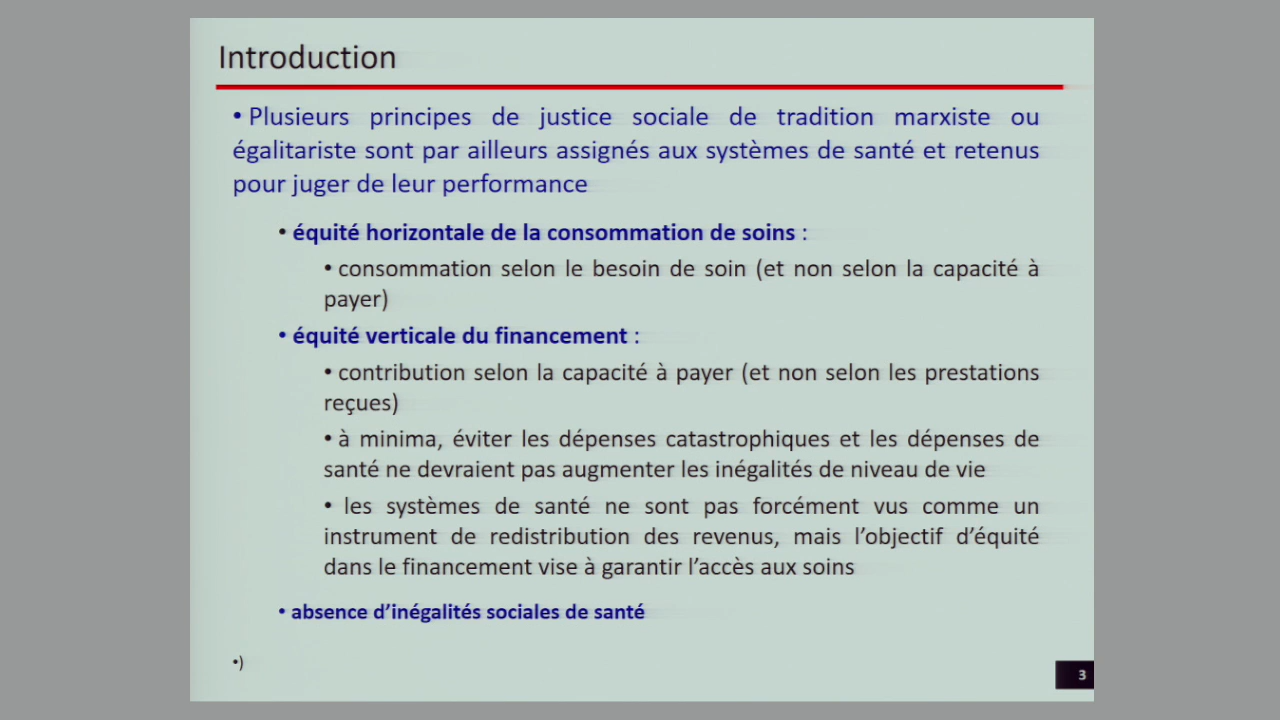 Introduction
• Plusieurs principes de justice sociale de tradition marxiste ou
égalitariste sont par ailleurs assignés aux systèmes de santé et retenus
pour juger de leur performance
• équité horizontale de la consommation de soins :
• consommation selon le besoin de soin (et non selon la capacité à
payer)
• équité verticale du financement :
• contribution selon la capacité à payer (et non selon les prestations
reçues)
• à minima, éviter les dépenses catastrophiques et les dépenses de
santé ne devraient pas augmenter les inégalités de niveau de vie
• les systèmes de santé ne sont pas forcément vus comme un
instrument de redistribution des revenus, mais l’objectif d’équité
dans le financement vise à garantir l’accès aux soins
• absence d’inégalités sociales de santé
•)
3